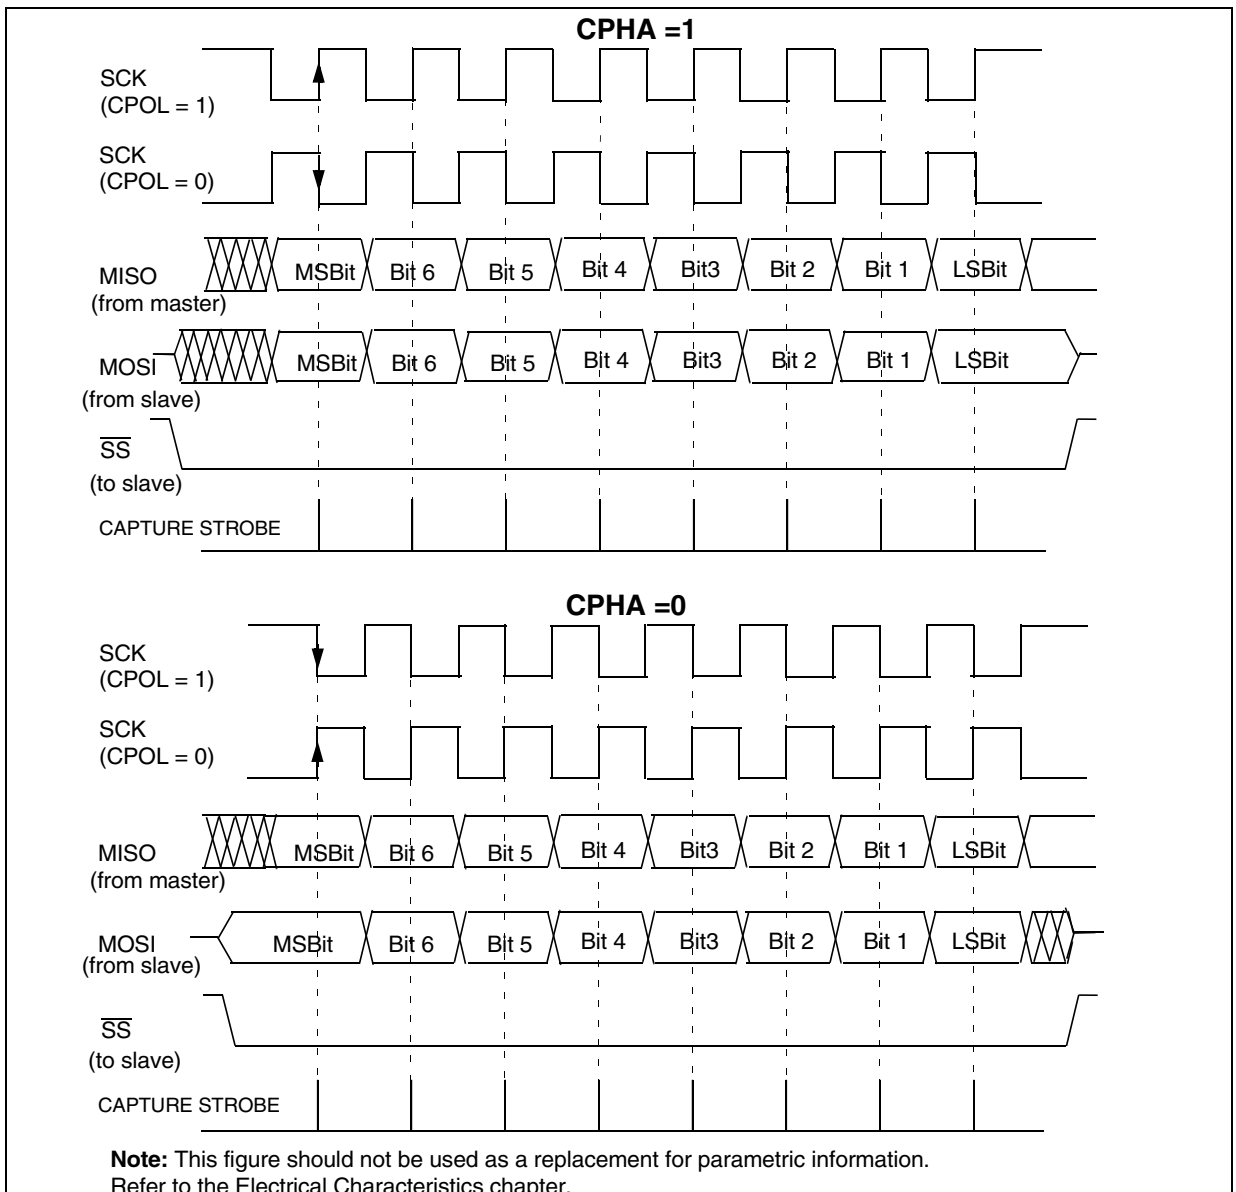 CPHA =1
SCK
(CPOL = 1)
SCK
(CPOL = 0)
MISO
(from master)
MSBit Bit 6 Bit 5 Bit 4 Bit3 Bit 2 Bit 1 LSBit
MOSI
(from slave)
MSBit Bit 6 Bit 5 Bit 4 Bit3 Bit 2 Bit 1 LSBit
SS
(to slave)
CAPTURE STROBE
CPHA =0
SCK
(CPOL = 1)
SCK
(CPOL = 0)
MISO
(from master)
MSBit Bit 6 Bit 5 Bit 4 Bit3 Bit 2 Bit 1 LSBit
MOSI
(from slave)
MSBit Bit 6 Bit 5 Bit 4 Bit3 Bit 2 Bit 1 LSBit
SS
(to slave)
CAPTURE STROBE
Note: This figure should not be used as a replacement for parametric information.
Refer to the Electrical Characteristics chapter.